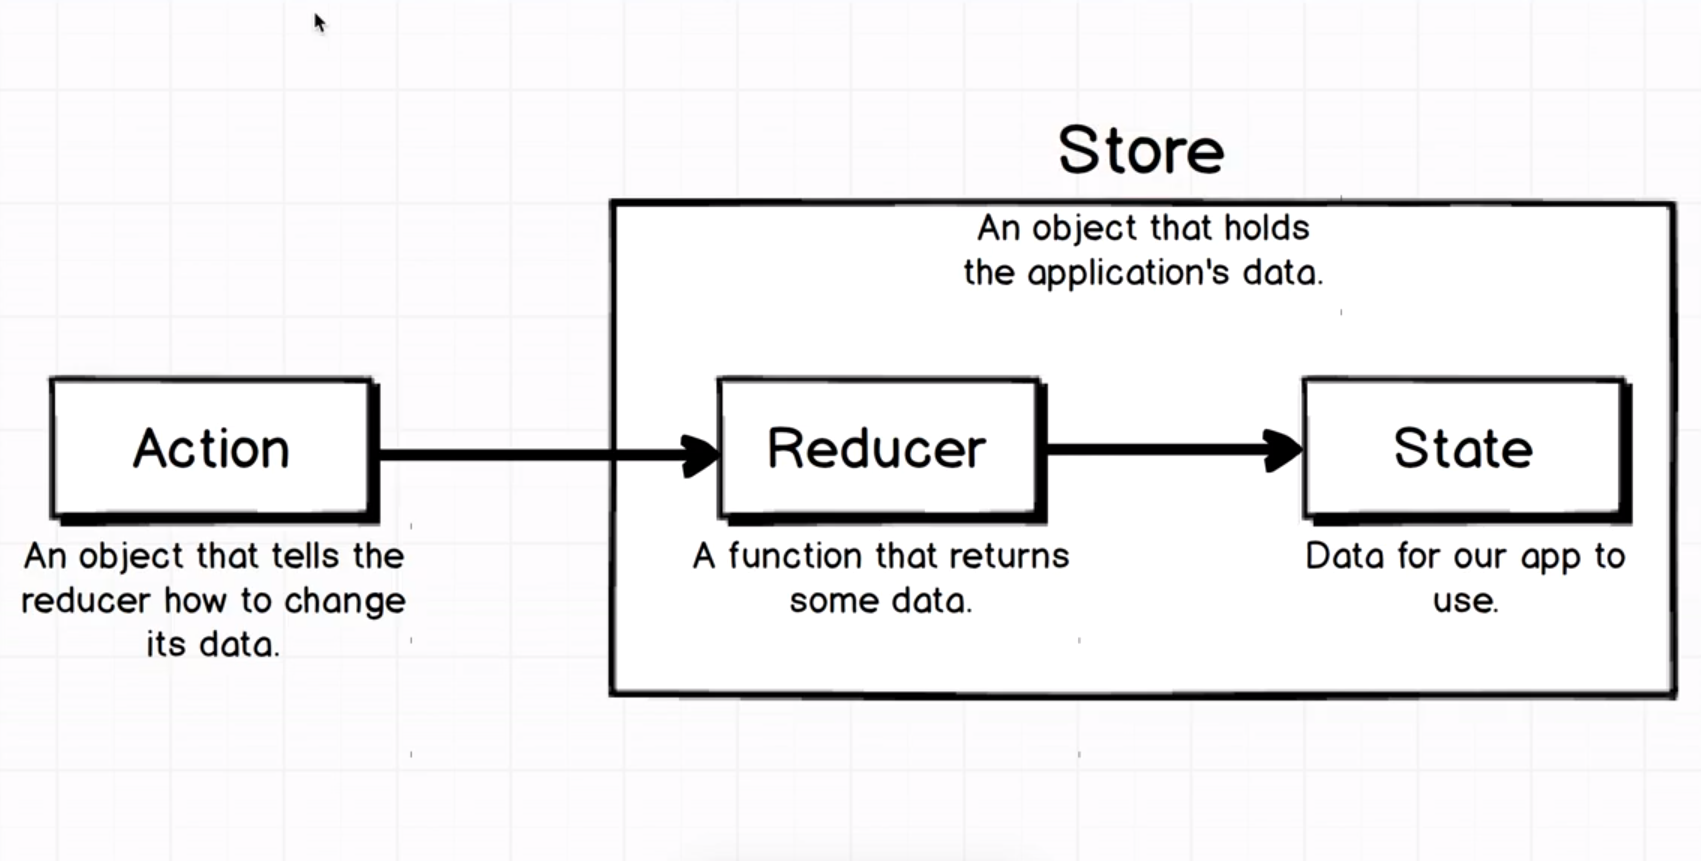 Store
An object that holds
the application's data.
Action
Reducer
State
An object that tells the
reducer how to change
its data.
A function that returns
some data.
Data for our app to
use.